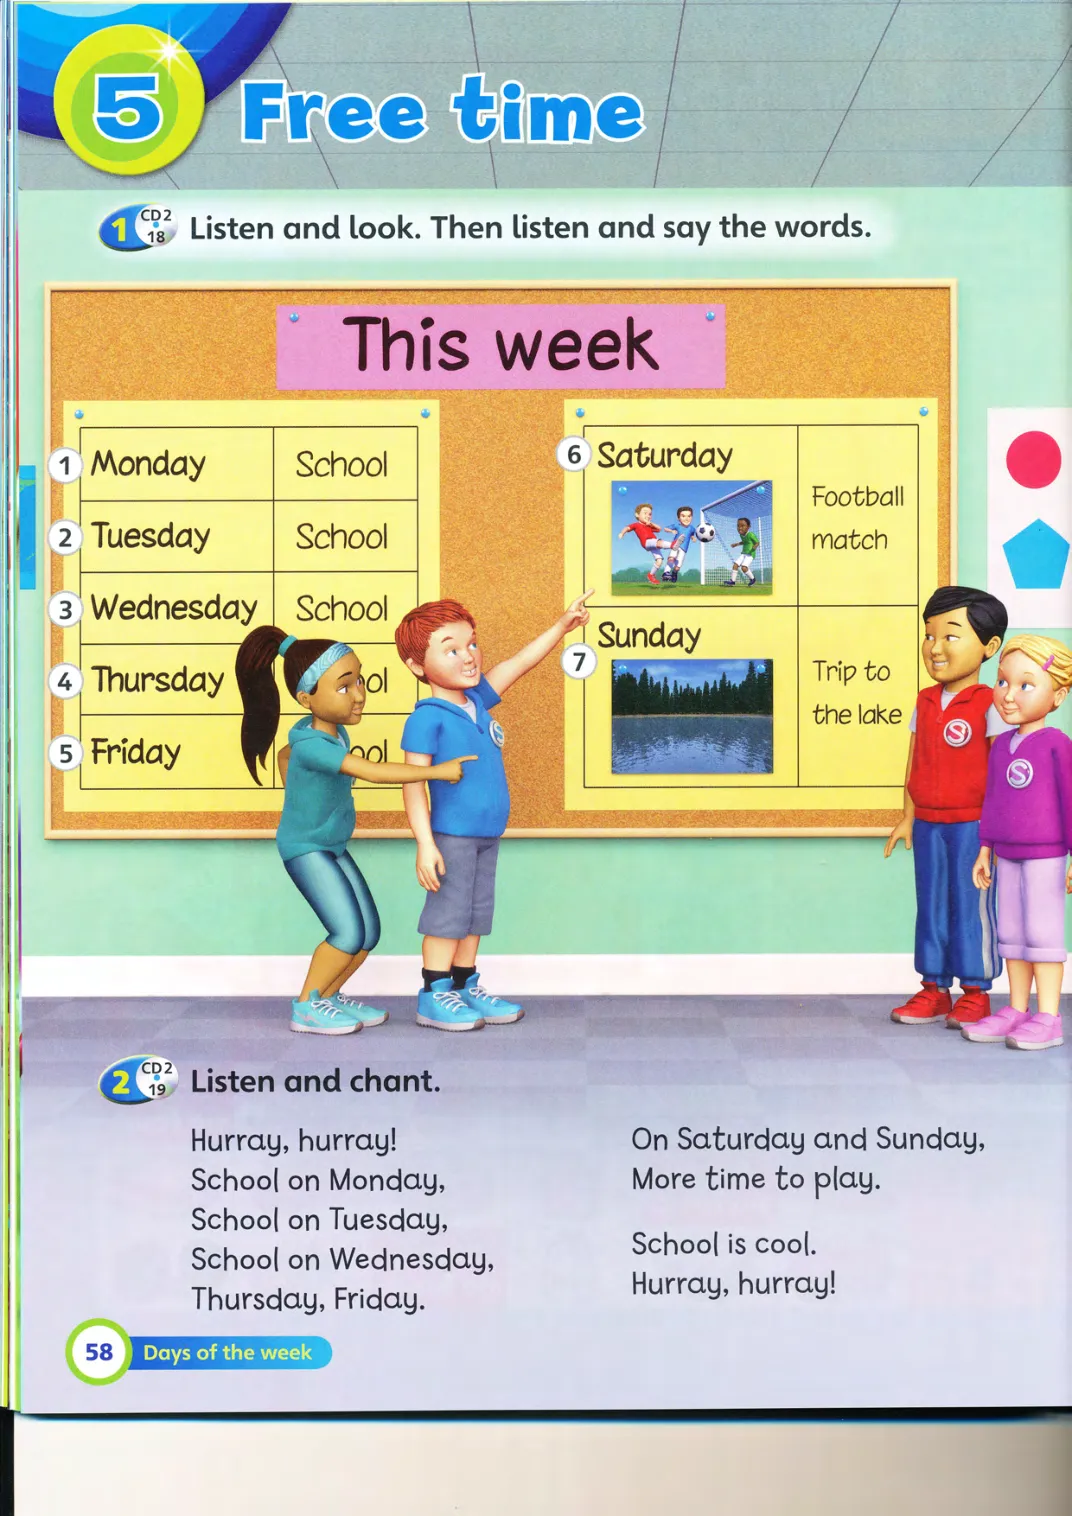 5 Free time
1 CD2 18 Listen and look. Then listen and say the words.
This week
1 Monday School
2 Tuesday School
3 Wednesday School
4 Thursday
5 Friday
6 Saturday
Football
match
7 Sunday
Trip to
the lake
S
S
2 CD2 19 Listen and chant.
Hurray, hurray!
School on Monday,
School on Tuesday,
School on Wednesday,
Thursday, Friday.
On Saturday and Sunday,
More time to play.
School is cool.
Hurray, hurray!
58 Days of the week